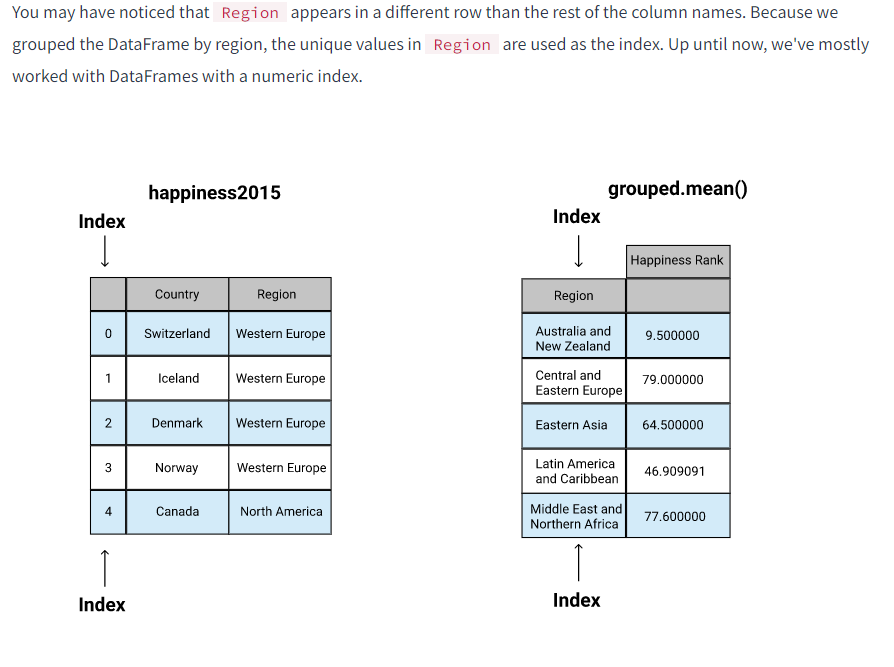 You may have noticed that Region appears in a different row than the rest of the column names. Because we
grouped the DataFrame by region, the unique values in Region are used as the index. Up until now, we've mostly
worked with DataFrames with a numeric index.
happiness2015
Index
Country Region
0 Switzerland Western Europe
1 Iceland Western Europe
2 Denmark Western Europe
3 Norway Western Europe
4 Canada North America
Index
grouped.mean()
Index
Happiness Rank
Region
Australia and
New Zealand
9.500000
Central and
Eastern Europe
79.000000
Eastern Asia 64.500000
Latin America
and Caribbean
46.909091
Middle East and
Northern Africa
77.600000
Index